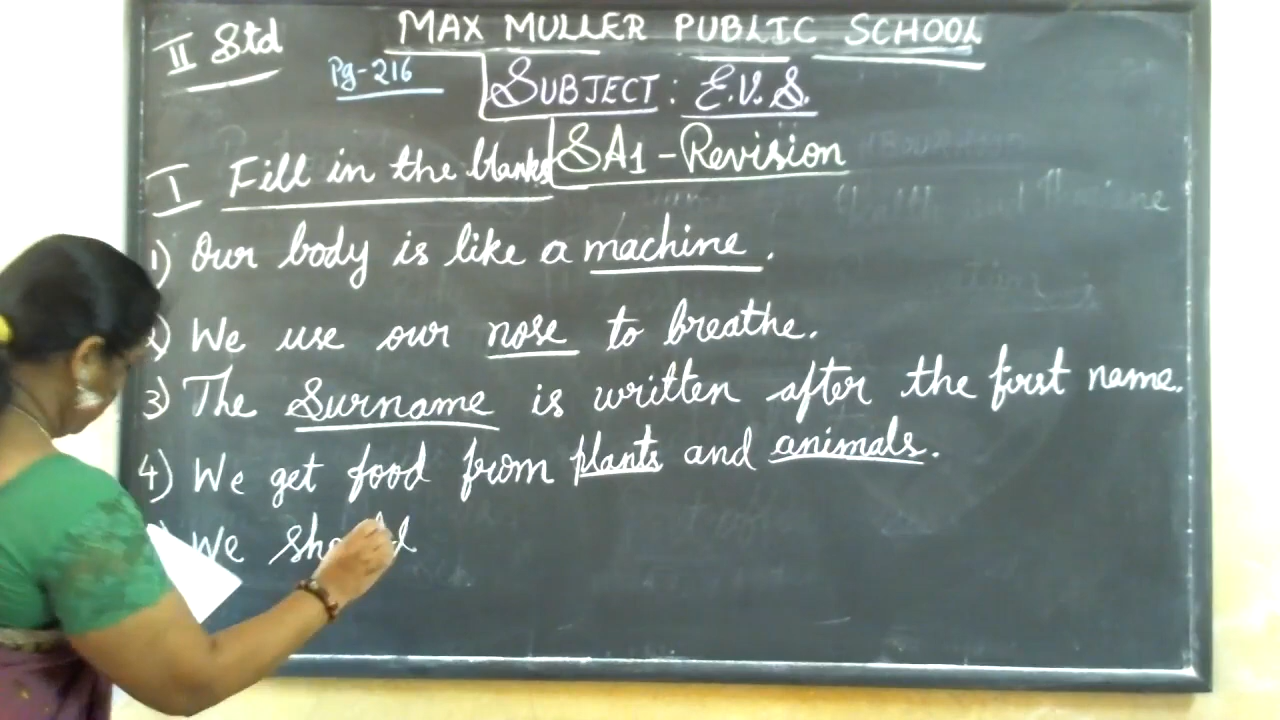 II Std
MAX MULLER PUBLIC SCHOOL
Pg-216
SUBJECT: E.V.S.
SA1-Revision
I Fill in the blanks
1) Our body is like a machine.
2) We use our nose to breathe.
3) The Surname is written after the first name.
4) We get food from plants and animals.
) We should